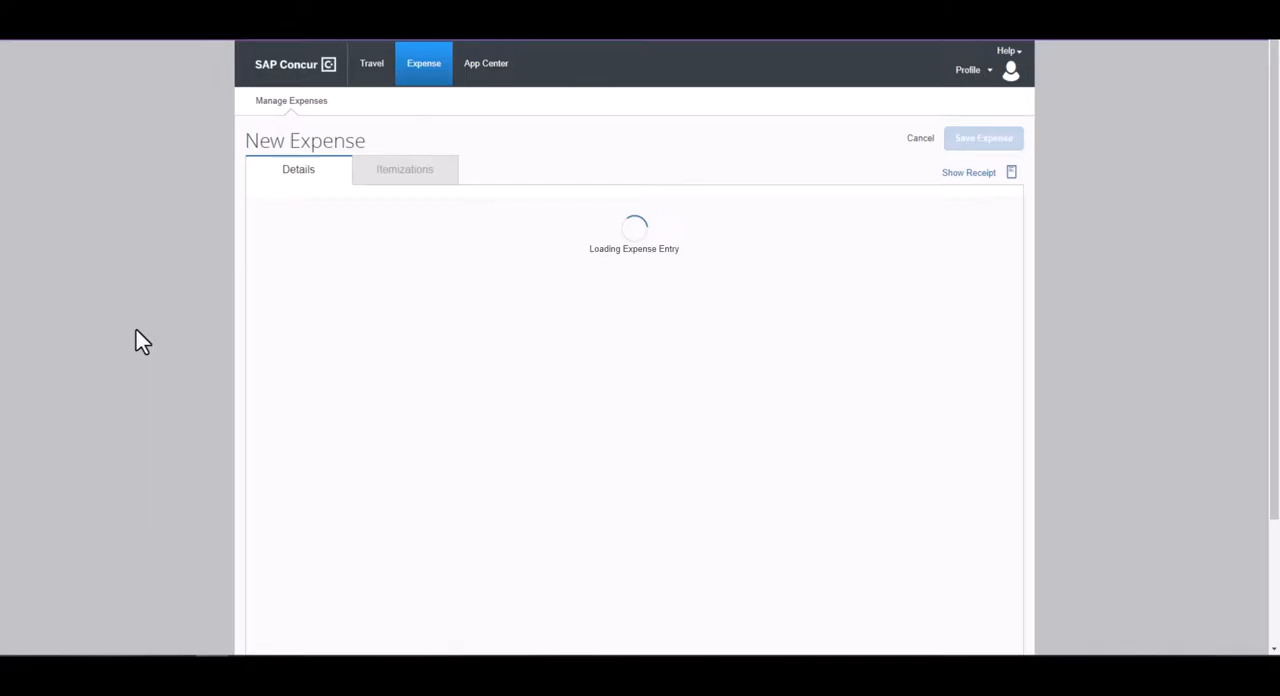 Help
SAP Concur
Travel
Expense
App Center
Profile
Manage Expenses
New Expense
Cancel
Save Expense
Details
Itemizations
Show Receipt
Loading Expense Entry